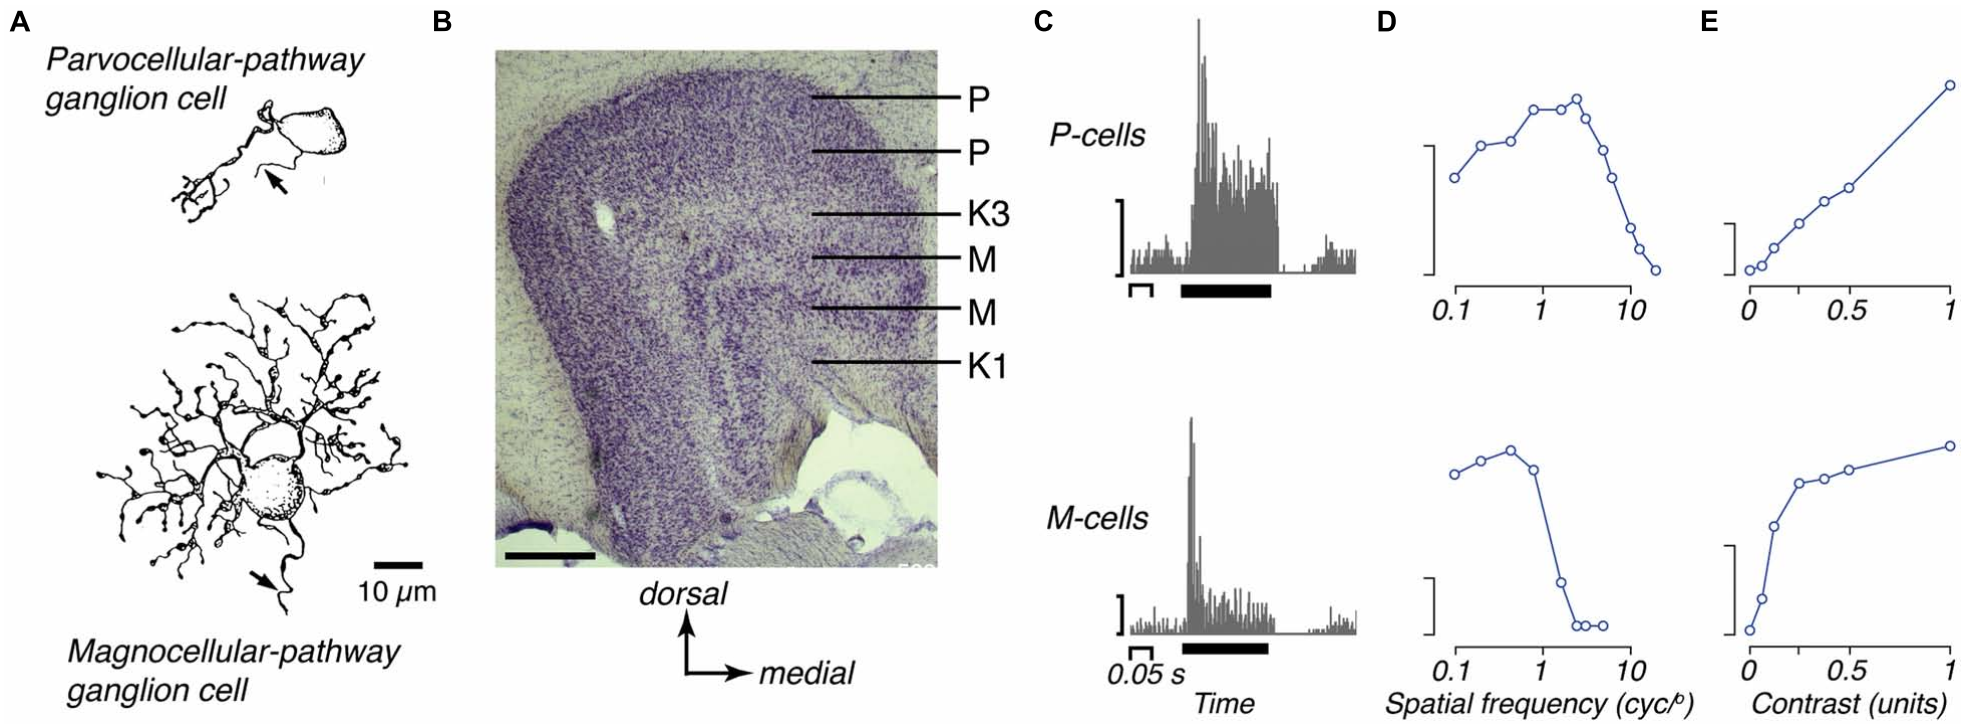 A
B
C
D
E
Parvocellular-pathway
ganglion cell
10 µm
Magnocellular-pathway
ganglion cell
P
P
K3
M
M
K1
dorsal
medial
P-cells
M-cells
0.05 s
Time
0.1 1 10
0.1 1 10
Spatial frequency (cyc/º)
0 0.5 1
0 0.5 1
Contrast (units)